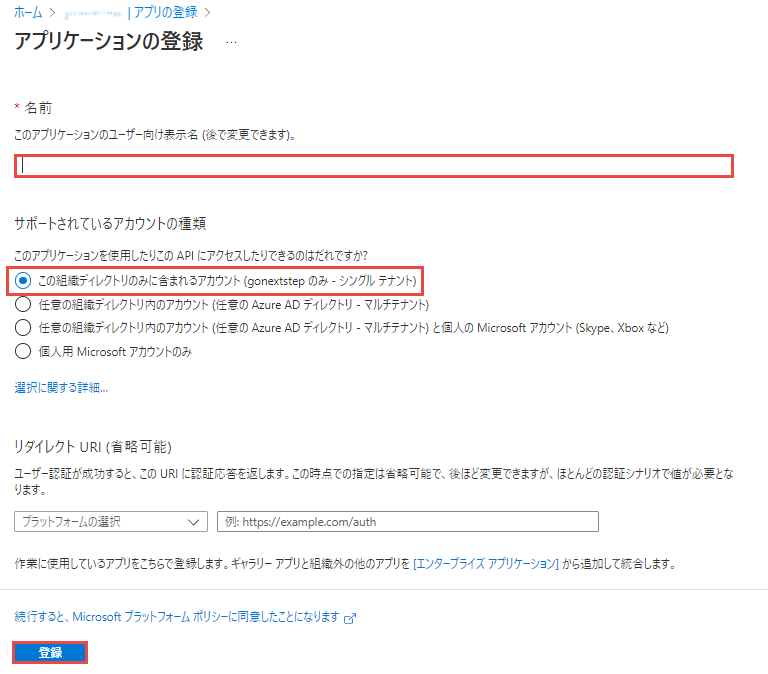 ホーム > | アプリの登録 >
アプリケーションの登録 ...
* 名前
このアプリケーションのユーザー向け表示名 (後で変更できます)。
サポートされているアカウントの種類
このアプリケーションを使用したりこの API にアクセスしたりできるのはだれですか?
この組織ディレクトリのみに含まれるアカウント (gonextstep のみ - シングル テナント)
任意の組織ディレクトリ内のアカウント (任意の Azure AD ディレクトリ - マルチテナント)
任意の組織ディレクトリ内のアカウント (任意の Azure AD ディレクトリ - マルチテナント) と個人の Microsoft アカウント (Skype、Xbox など)
個人用 Microsoft アカウントのみ
選択に関する詳細...
リダイレクト URI (省略可能)
ユーザー認証が成功すると、この URI に認証応答を返します。この時点での指定は省略可能で、後ほど変更できますが、ほとんどの認証シナリオで値が必要とな
ります。
プラットフォームの選択 例: https://example.com/auth
作業に使用しているアプリをこちらで登録します。ギャラリー アプリと組織外の他のアプリを [エンタープライズ アプリケーション] から追加して統合します。
続行すると、Microsoft プラットフォーム ポリシーに同意したことになります
登録